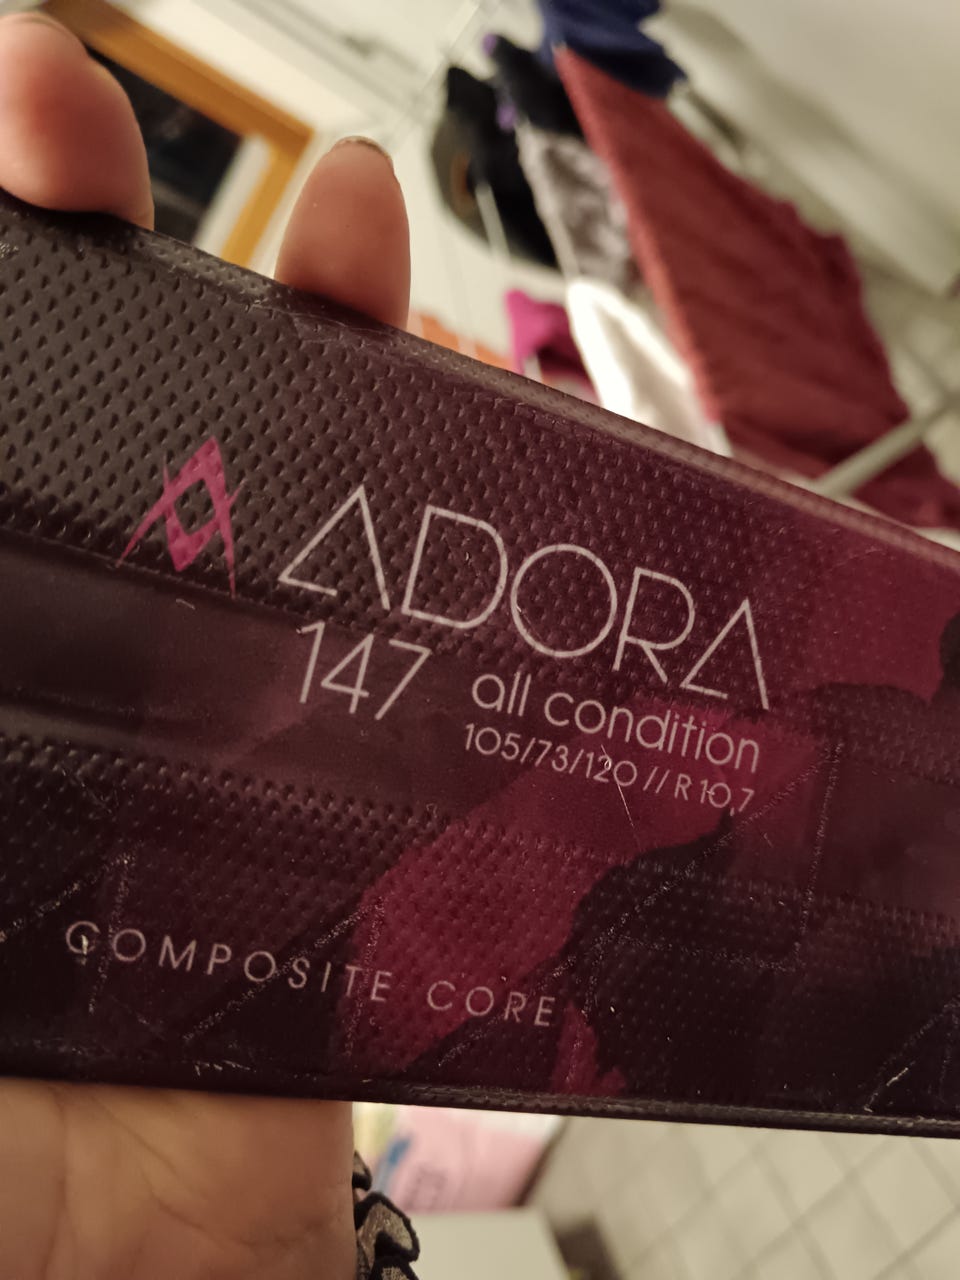 ADORA
147 all condition
105/73/120 // R 10,7
COMPOSITE CORE